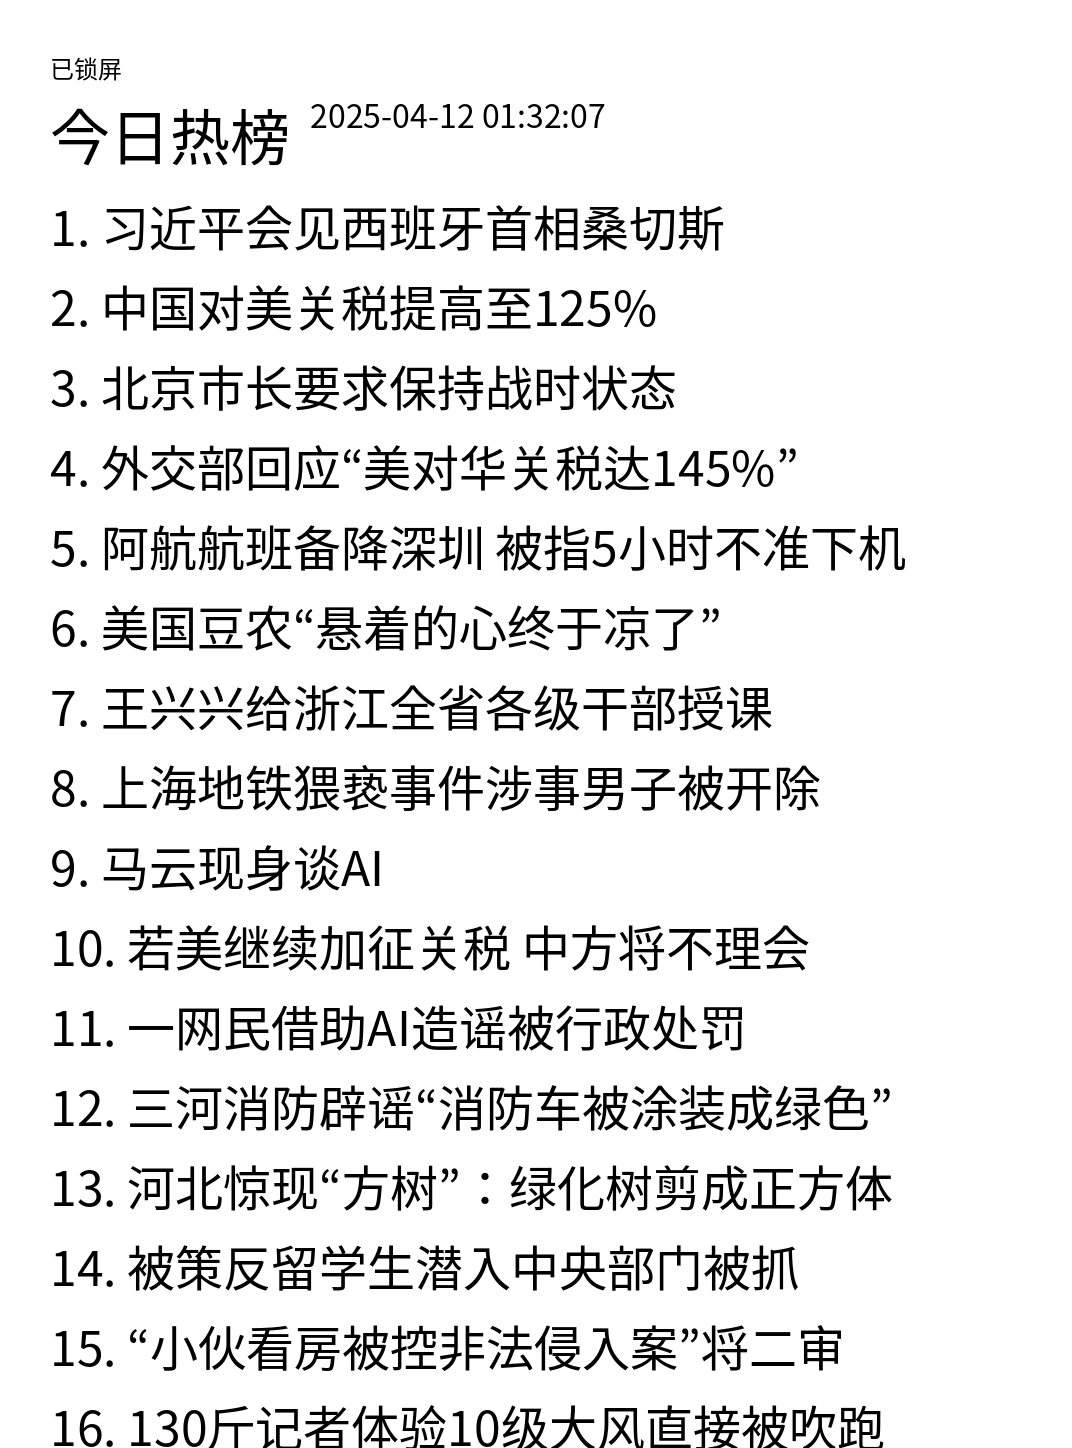 已锁屏
今日热榜 2025-04-12 01:32:07
1. 习近平会见西班牙首相桑切斯
2. 中国对美关税提高至125%
3. 北京市长要求保持战时状态
4. 外交部回应“美对华关税达145%”
5. 阿航航班备降深圳 被指5小时不准下机
6. 美国豆农“悬着的心终于凉了”
7. 王兴兴给浙江全省各级干部授课
8. 上海地铁猥亵事件涉事男子被开除
9. 马云现身谈AI
10. 若美继续加征关税 中方将不理会
11. 一网民借助AI造谣被行政处罚
12. 三河消防辟谣“消防车被涂装成绿色”
13. 河北惊现“方树”：绿化树剪成正方体
14. 被策反留学生潜入中央部门被抓
15. “小伙看房被控非法侵入案”将二审
16. 130斤记者体验10级大风直接被吹跑